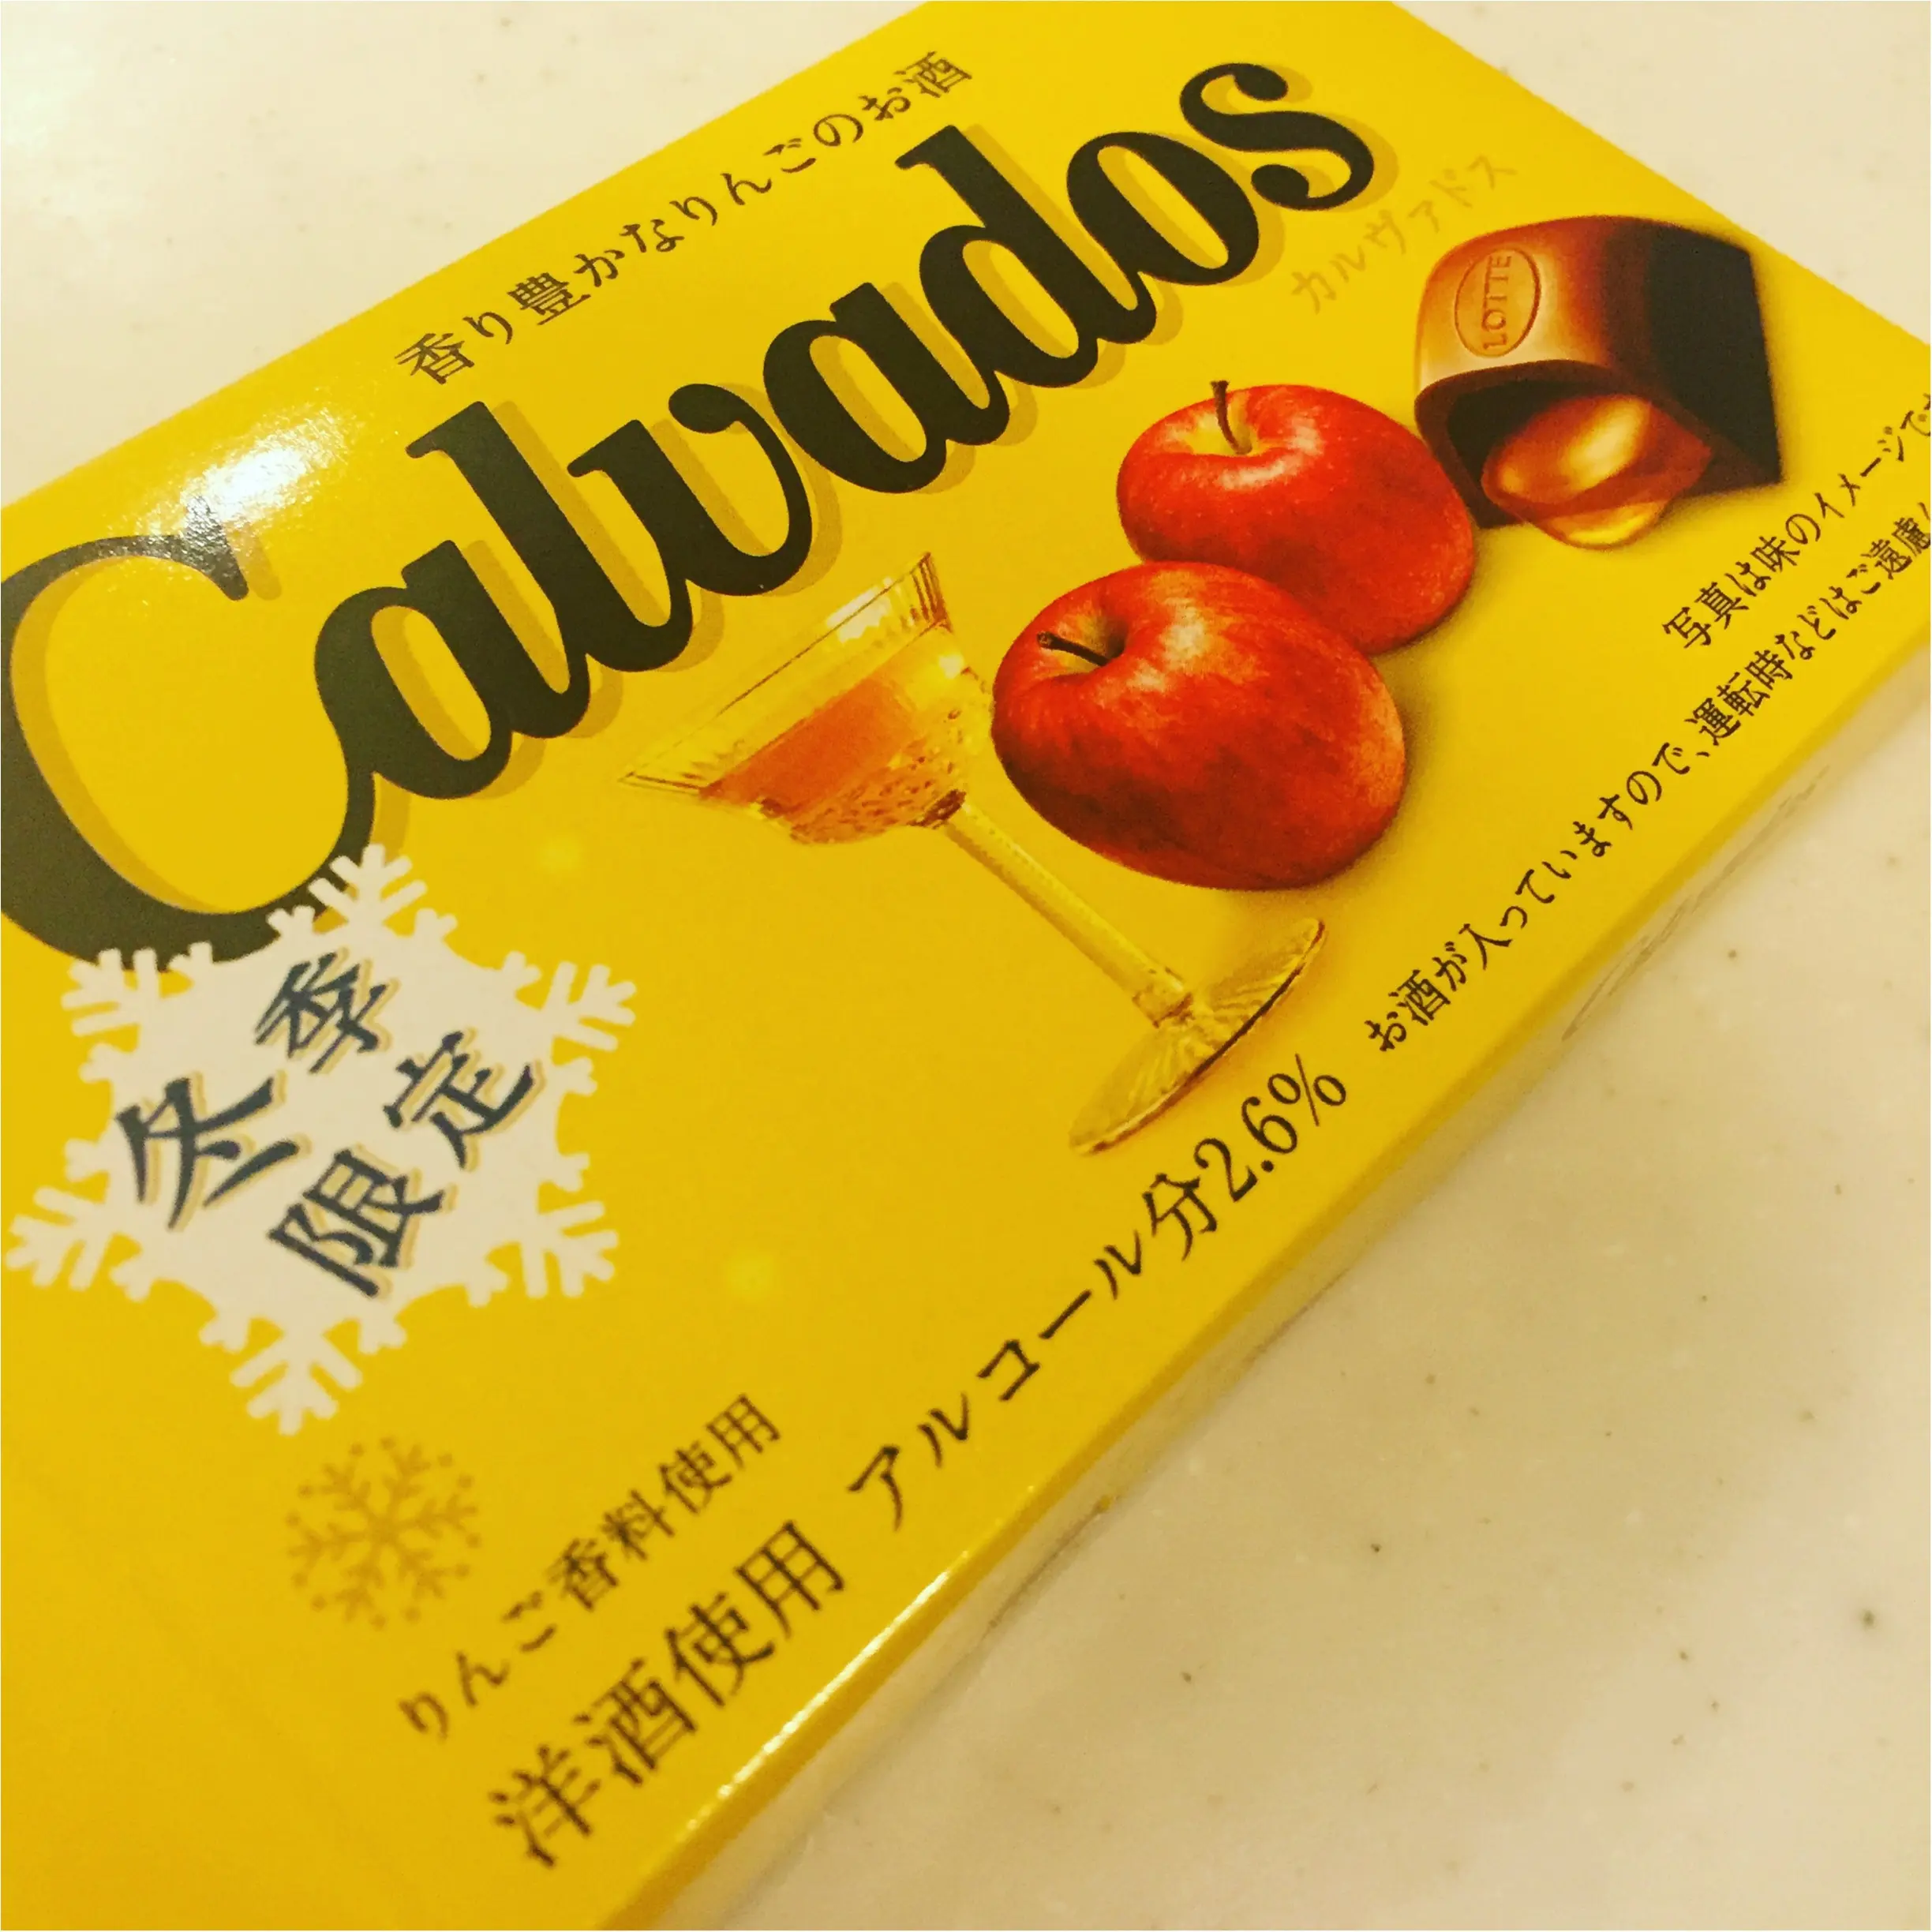 香り豊かなりんごのお酒
Calvados
カルヴァドス
LOTTE
冬季
限定
写真は味のイメージで
お酒が入っていますので、運転時などはご遠慮
りんご香料使用
洋酒使用 アルコール分2.6%